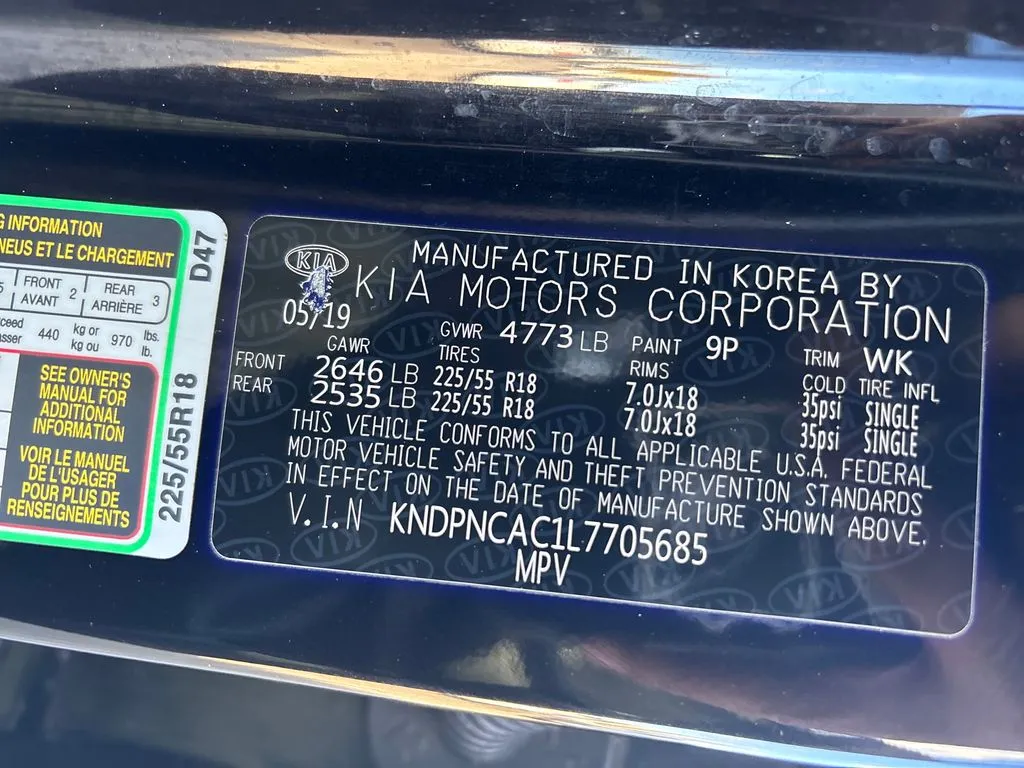 G INFORMATION
NEUS ET LE CHARGEMENT
5 FRONT 2 REAR 3
AVANT ARRIÈRE
xceed
sser 440 kg or 970 lbs.
kg ou lb.
SEE OWNER'S
MANUAL FOR
ADDITIONAL
INFORMATION
VOIR LE MANUEL
DE L'USAGER
POUR PLUS DE
RENSEIGNEMENTS
D47
225/55R18
KIA
MANUFACTURED IN KOREA BY
KIA MOTORS CORPORATION
05/19 GVWR 4773 LB PAINT 9P TRIM WK
GAWR TIRES RIMS COLD TIRE INFL
FRONT 2646 LB 225/55 R18 7.0Jx18 35psi SINGLE
REAR 2535 LB 225/55 R18 7.0Jx18 35psi SINGLE
THIS VEHICLE CONFORMS TO ALL APPLICABLE U.S.A. FEDERAL
MOTOR VEHICLE SAFETY AND THEFT PREVENTION STANDARDS
IN EFFECT ON THE DATE OF MANUFACTURE SHOWN ABOVE.
V.I.N KNDPNCAC1L7705685
MPV